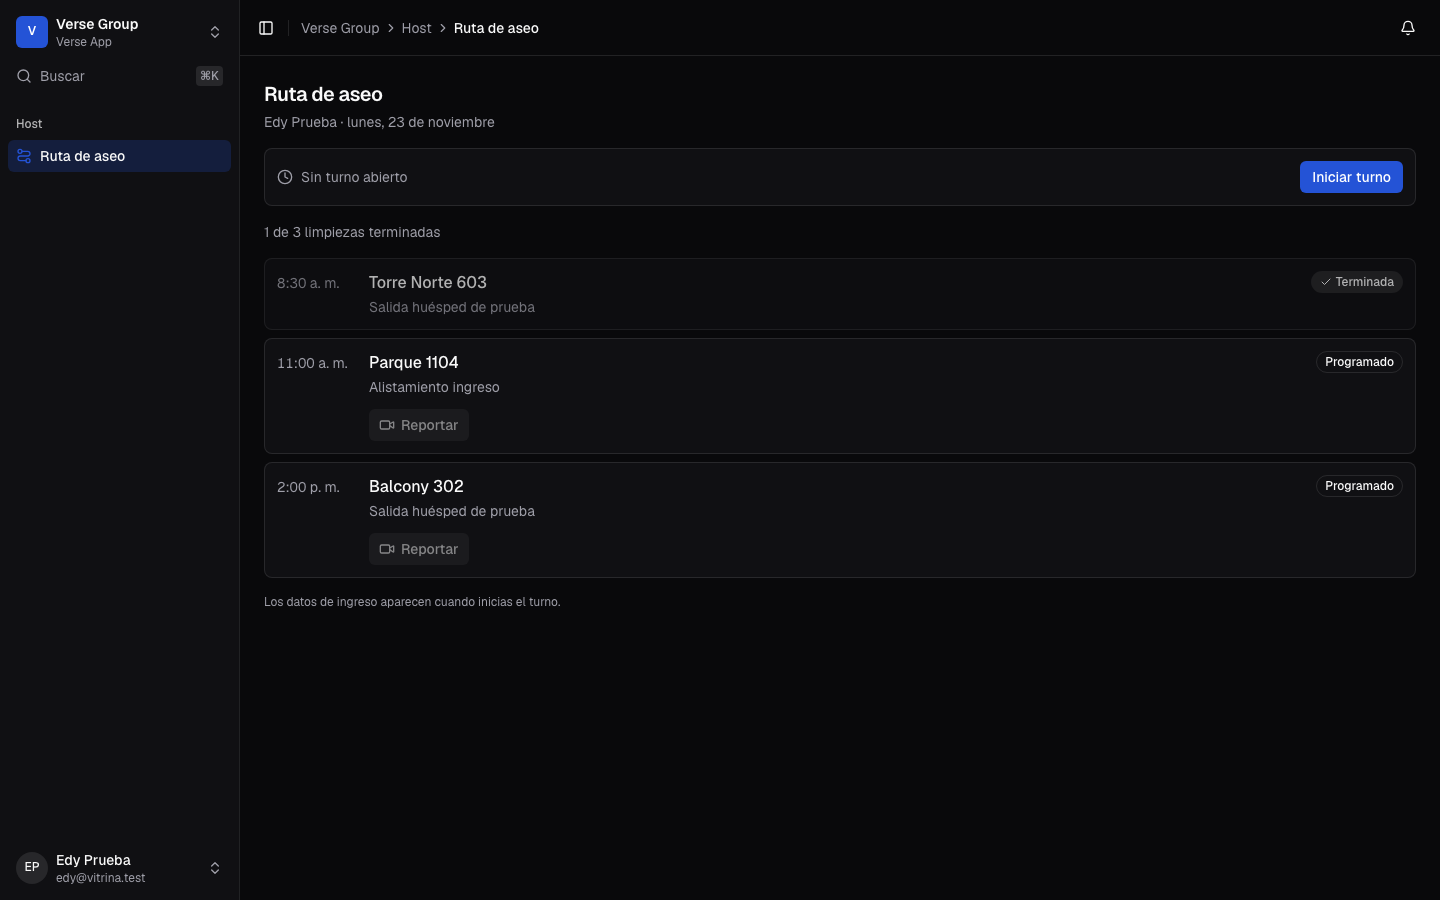 V
Verse Group
Verse App
Buscar
⌘K
Host
Ruta de aseo
EP
Edy Prueba
edy@vitrina.test
Verse Group > Host > Ruta de aseo
Ruta de aseo
Edy Prueba · lunes, 23 de noviembre
Sin turno abierto
Iniciar turno
1 de 3 limpiezas terminadas
8:30 a. m.
Torre Norte 603
Terminada
Salida huésped de prueba
11:00 a. m.
Parque 1104
Programado
Alistamiento ingreso
Reportar
2:00 p. m.
Balcony 302
Programado
Salida huésped de prueba
Reportar
Los datos de ingreso aparecen cuando inicias el turno.